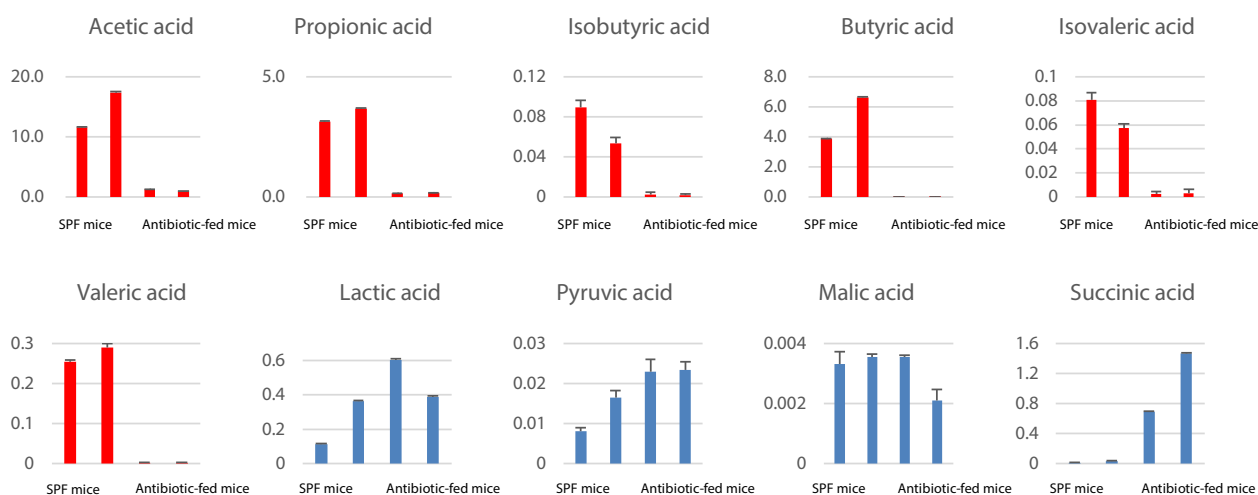 Acetic acid
Propionic acid
Isobutyric acid
Butyric acid
Isovaleric acid
20.0
10.0
0.0
SPF mice Antibiotic-fed mice
5.0
0.0
SPF mice Antibiotic-fed mice
0.12
0.08
0.04
0
SPF mice Antibiotic-fed mice
8.0
6.0
4.0
2.0
0.0
SPF mice Antibiotic-fed mice
0.1
0.08
0.06
0.04
0.02
0
SPF mice Antibiotic-fed mice
Valeric acid
Lactic acid
Pyruvic acid
Malic acid
Succinic acid
0.3
0.2
0.1
0
SPF mice Antibiotic-fed mice
0.6
0.4
0.2
0
SPF mice Antibiotic-fed mice
0.03
0.02
0.01
0
SPF mice Antibiotic-fed mice
0.004
0.002
0
SPF mice Antibiotic-fed mice
1.6
1.2
0.8
0.4
0
SPF mice Antibiotic-fed mice